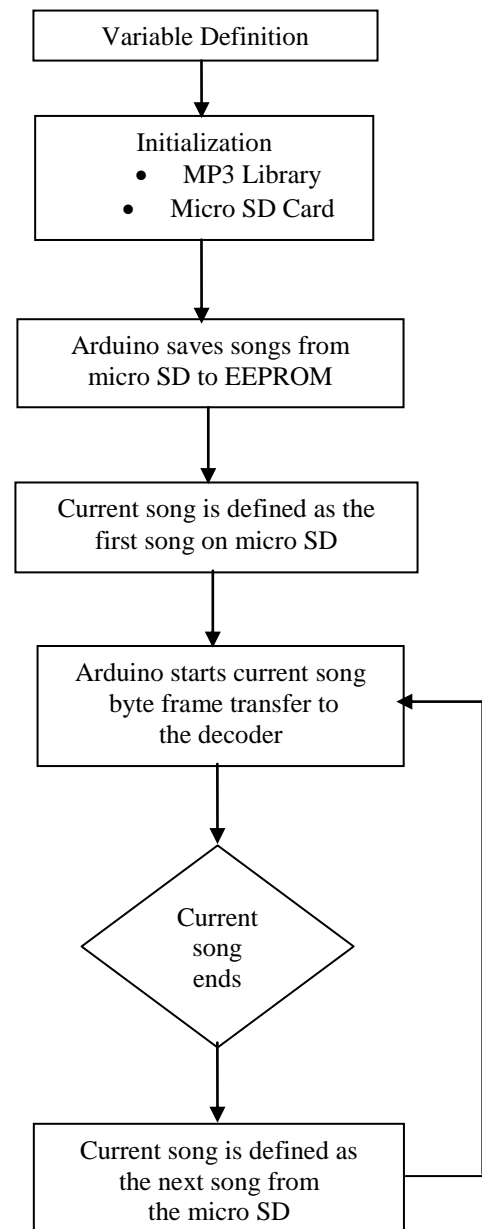 Variable Definition
Initialization
• MP3 Library
• Micro SD Card
Arduino saves songs from
micro SD to EEPROM
Current song is defined as the
first song on micro SD
Arduino starts current song
byte frame transfer to
the decoder
Current
song
ends
Current song is defined as
the next song from
the micro SD